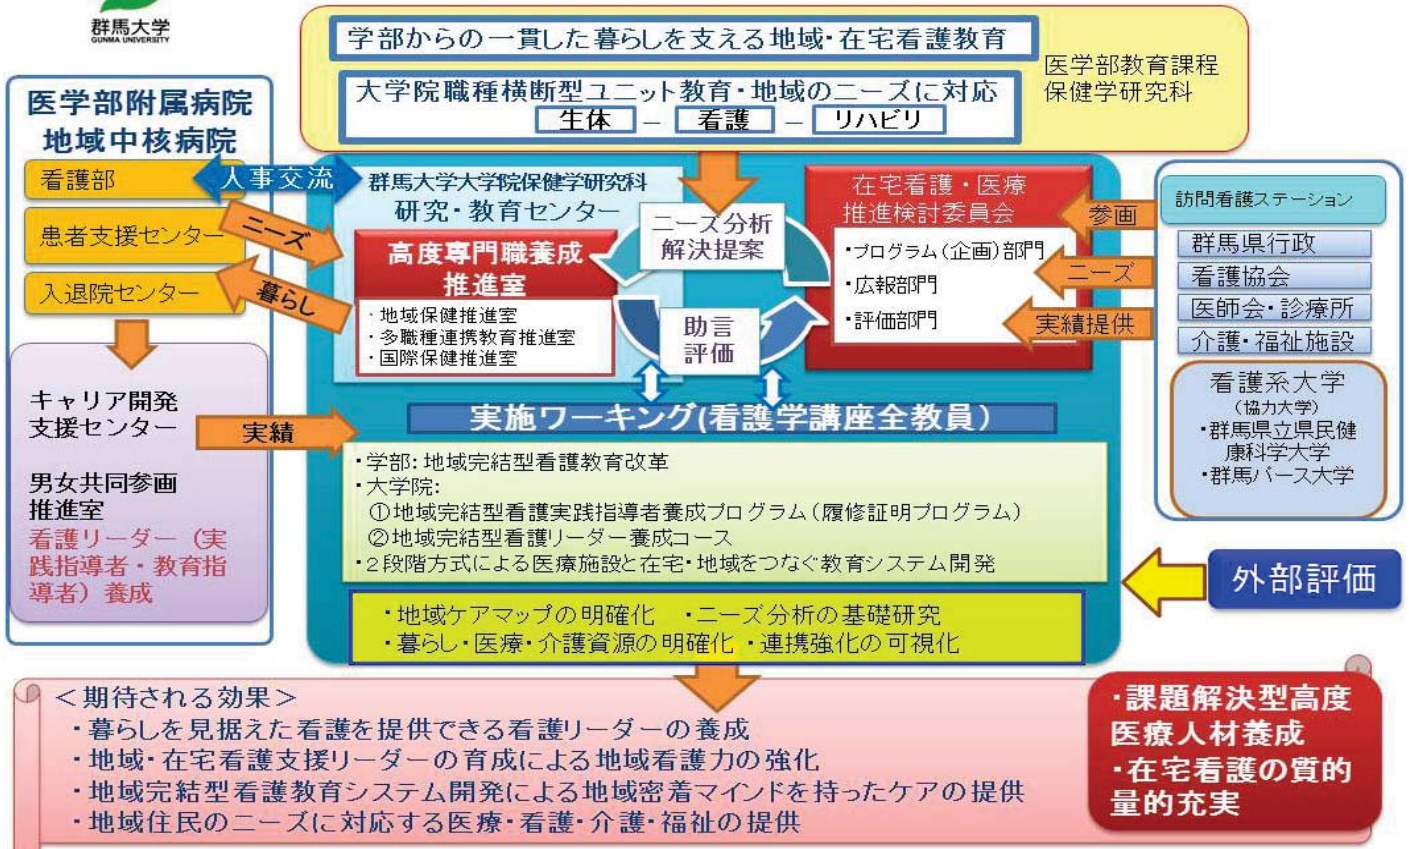 群馬大学
GUNMA UNIVERSITY
学部からの一貫した暮らしを支える地域・在宅看護教育
大学院職種横断型ユニット教育・地域のニーズに対応
生体 − 看護 − リハビリ
医学部教育課程
保健学研究科
医学部附属病院
地域中核病院
看護部
患者支援センター
入退院センター
人事交流
ニーズ
暮らし
キャリア開発
支援センター
男女共同参画
推進室
看護リーダー（実
践指導者・教育指
導者）養成
実績
群馬大学大学院保健学研究科
研究・教育センター
高度専門職養成
推進室
・地域保健推進室
・多職種連携教育推進室
・国際保健推進室
ニーズ分析
解決提案
助言
評価
在宅看護・医療
推進検討委員会
・プログラム（企画）部門
・広報部門
・評価部門
参画
ニーズ
実績提供
訪問看護ステーション
群馬県行政
看護協会
医師会・診療所
介護・福祉施設
看護系大学
（協力大学）
・群馬県立県民健
康科学大学
・群馬パース大学
実施ワーキング(看護学講座全教員）
・学部：地域完結型看護教育改革
・大学院：
①地域完結型看護実践指導者養成プログラム（履修証明プログラム）
②地域完結型看護リーダー養成コース
・２段階方式による医療施設と在宅・地域をつなぐ教育システム開発
・地域ケアマップの明確化 ・ニーズ分析の基礎研究
・暮らし・医療・介護資源の明確化 ・連携強化の可視化
外部評価
＜期待される効果＞
・暮らしを見据えた看護を提供できる看護リーダーの養成
・地域・在宅看護支援リーダーの育成による地域看護力の強化
・地域完結型看護教育システム開発による地域密着マインドを持ったケアの提供
・地域住民のニーズに対応する医療・看護・介護・福祉の提供
・課題解決型高度
医療人材養成
・在宅看護の質的
量的充実